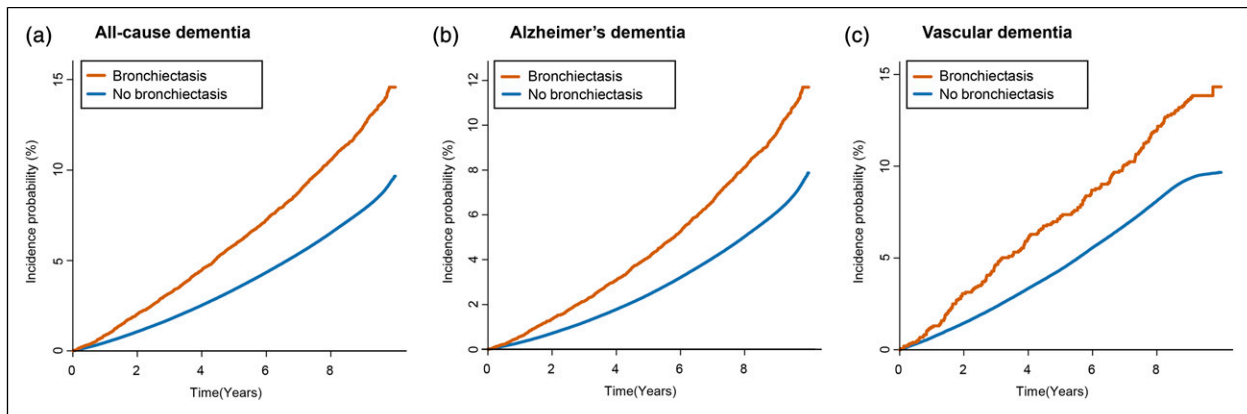 (a) All-cause dementia
Bronchiectasis
No bronchiectasis
Incidence probability (%)
15
10
5
0
0 2 4 6 8
Time(Years)
(b) Alzheimer's dementia
Bronchiectasis
No bronchiectasis
Incidence probability (%)
12
10
8
6
4
2
0
0 2 4 6 8
Time(Years)
(c) Vascular dementia
Bronchiectasis
No bronchiectasis
Incidence probability (%)
15
10
5
0
0 2 4 6 8
Time(Years)